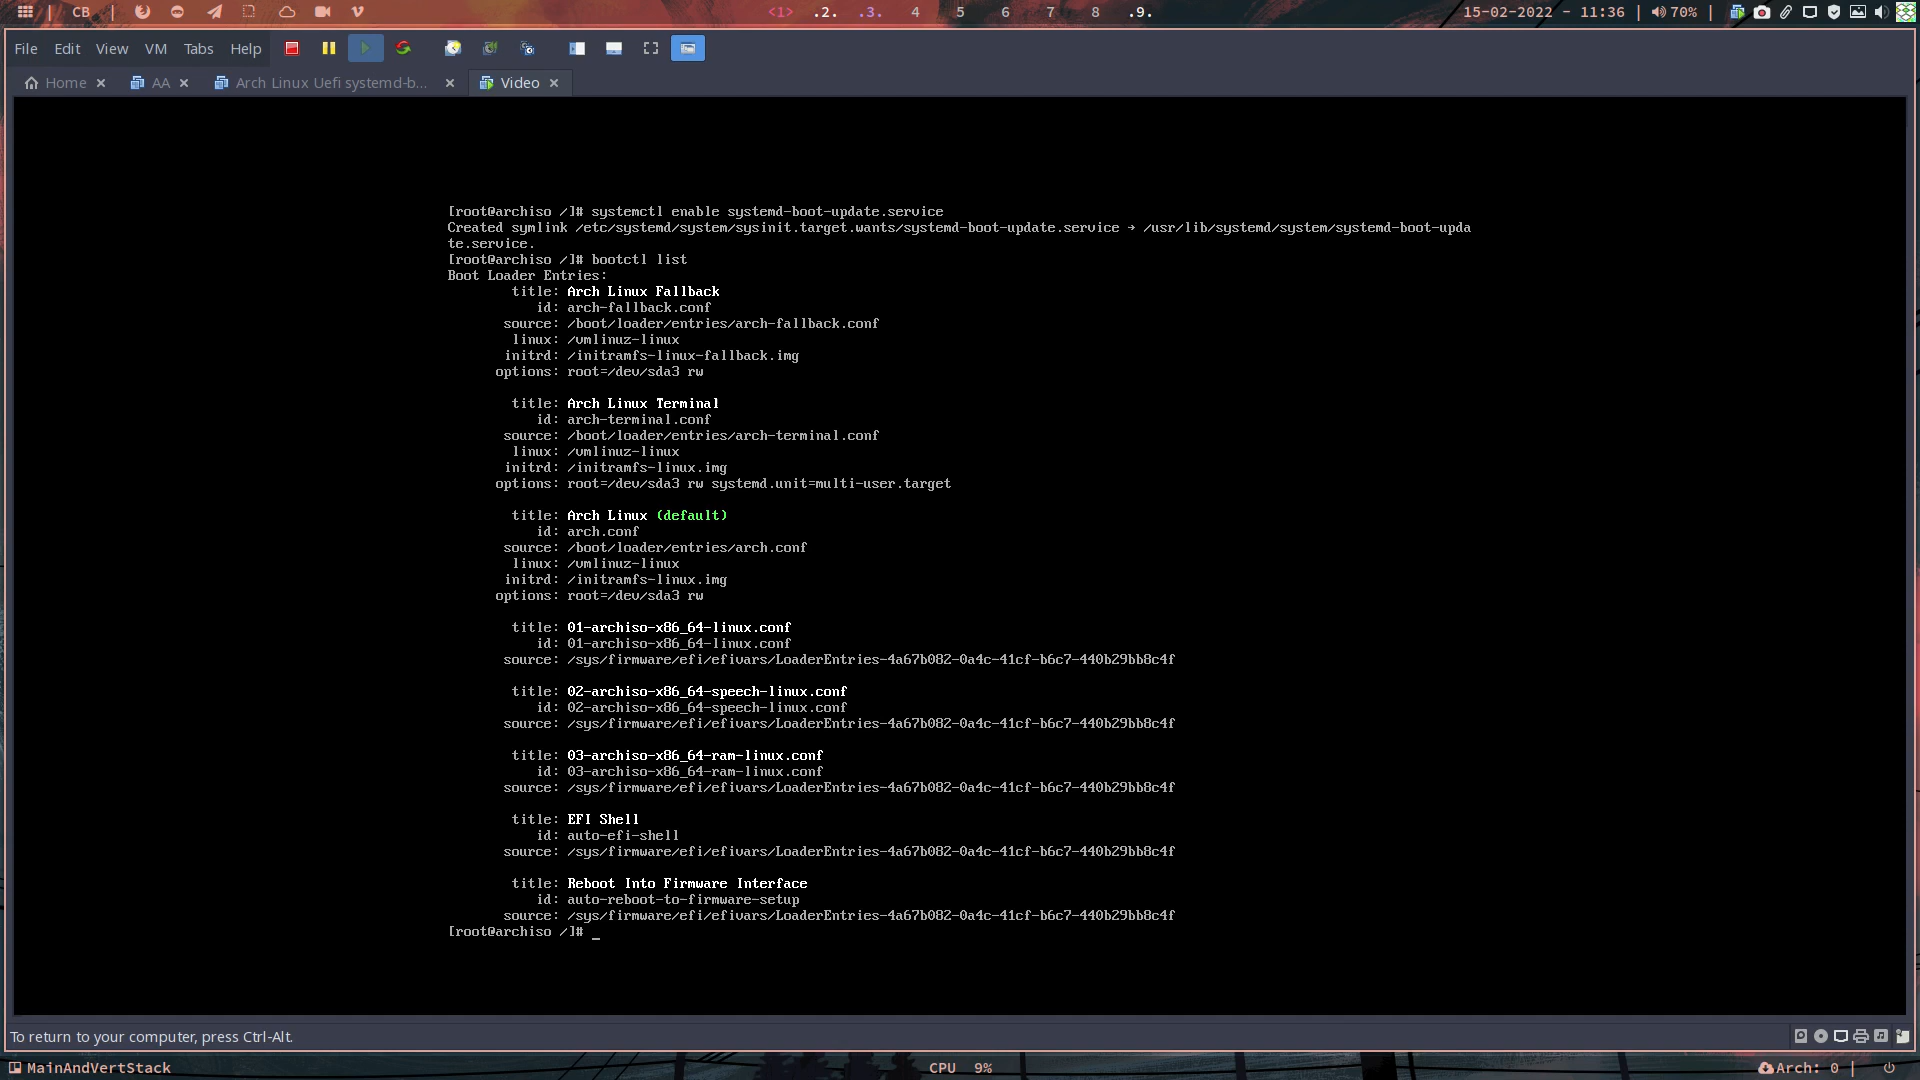 CB | <1> .2. .3. 4 5 6 7 8 .9. 15-02-2022 - 11:36 | 70% |
File Edit View VM Tabs Help
Home AA Arch Linux Uefi systemd-b... Video
[root@archiso /]# systemctl enable systemd-boot-update.service
Created symlink /etc/systemd/system/sysinit.target.wants/systemd-boot-update.service → /usr/lib/systemd/system/systemd-boot-upda
te.service.
[root@archiso /]# bootctl list
Boot Loader Entries:
title: Arch Linux Fallback
id: arch-fallback.conf
source: /boot/loader/entries/arch-fallback.conf
linux: /vmlinuz-linux
initrd: /initramfs-linux-fallback.img
options: root=/dev/sda3 rw
title: Arch Linux Terminal
id: arch-terminal.conf
source: /boot/loader/entries/arch-terminal.conf
linux: /vmlinuz-linux
initrd: /initramfs-linux.img
options: root=/dev/sda3 rw systemd.unit=multi-user.target
title: Arch Linux (default)
id: arch.conf
source: /boot/loader/entries/arch.conf
linux: /vmlinuz-linux
initrd: /initramfs-linux.img
options: root=/dev/sda3 rw
title: 01-archiso-x86_64-linux.conf
id: 01-archiso-x86_64-linux.conf
source: /sys/firmware/efi/efivars/LoaderEntries-4a67b082-0a4c-41cf-b6c7-440b29bb8c4f
title: 02-archiso-x86_64-speech-linux.conf
id: 02-archiso-x86_64-speech-linux.conf
source: /sys/firmware/efi/efivars/LoaderEntries-4a67b082-0a4c-41cf-b6c7-440b29bb8c4f
title: 03-archiso-x86_64-ram-linux.conf
id: 03-archiso-x86_64-ram-linux.conf
source: /sys/firmware/efi/efivars/LoaderEntries-4a67b082-0a4c-41cf-b6c7-440b29bb8c4f
title: EFI Shell
id: auto-efi-shell
source: /sys/firmware/efi/efivars/LoaderEntries-4a67b082-0a4c-41cf-b6c7-440b29bb8c4f
title: Reboot Into Firmware Interface
id: auto-reboot-to-firmware-setup
source: /sys/firmware/efi/efivars/LoaderEntries-4a67b082-0a4c-41cf-b6c7-440b29bb8c4f
[root@archiso /]# _
To return to your computer, press Ctrl-Alt.
MainAndVertStack CPU 9% Arch: 0 |